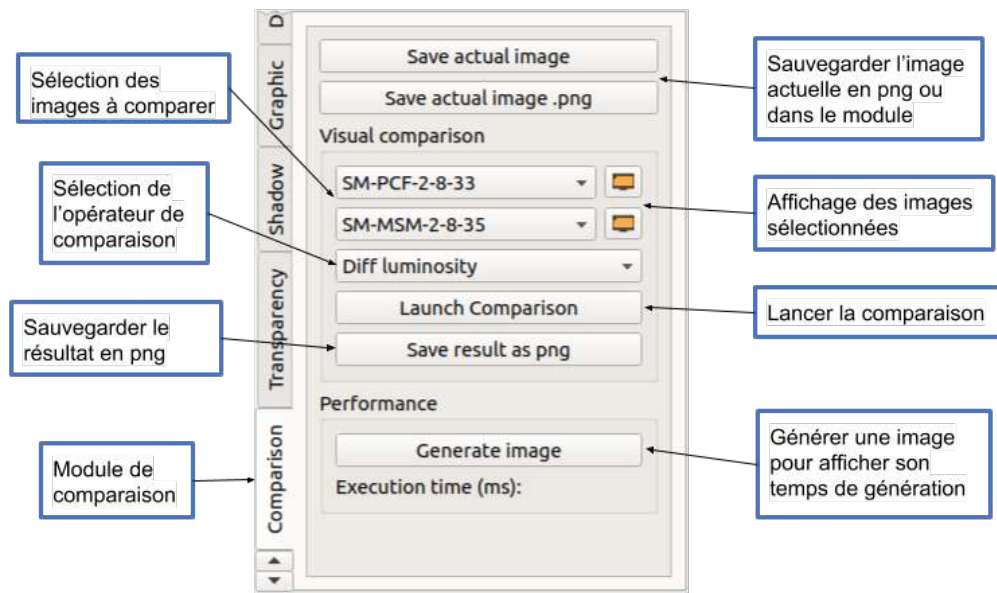 Sélection des
images à comparer
Sélection de
l'opérateur de
comparaison
Sauvegarder le
résultat en png
Module de
comparaison
D
Graphic
Shadow
Transparency
Comparison
Save actual image
Save actual image .png
Visual comparison
SM-PCF-2-8-33
SM-MSM-2-8-35
Diff luminosity
Launch Comparison
Save result as png
Performance
Generate image
Execution time (ms):
Sauvegarder l'image
actuelle en png ou
dans le module
Affichage des images
sélectionnées
Lancer la comparaison
Générer une image
pour afficher son
temps de génération